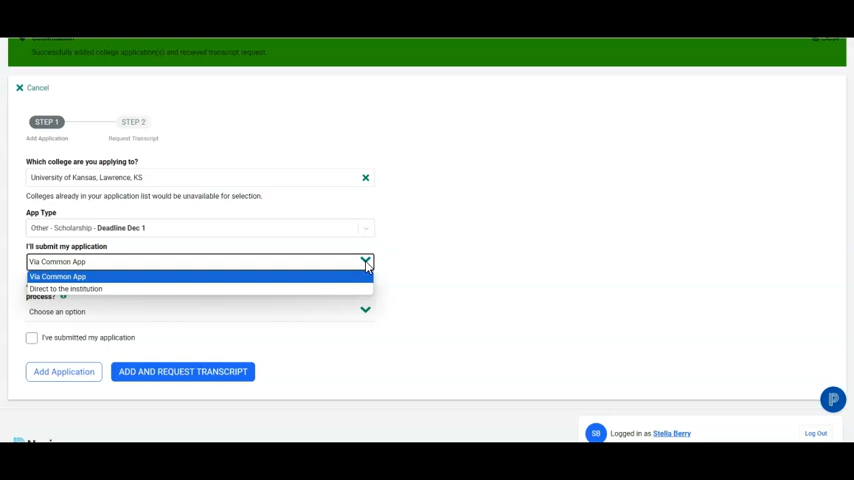 Successfully added college application(s) and recieved transcript request.
Cancel
STEP 1
STEP 2
Add Application
Request Transcript
Which college are you applying to?
University of Kansas, Lawrence, KS
Colleges already in your application list would be unavailable for selection.
App Type
Other - Scholarship - Deadline Dec 1
I'll submit my application
Via Common App
Via Common App
Direct to the institution
process?
Choose an option
I've submitted my application
Add Application
ADD AND REQUEST TRANSCRIPT
P
SB
Logged in as Stella Berry
Log Out